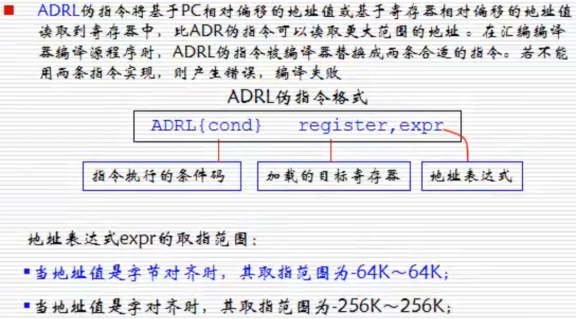 ADRL伪指令将基于PC相对偏移的地址值或基于寄存器相对偏移的地址值
读取到寄存器中，比ADR伪指令可以读取更大范围的地址。在汇编编译
器编译源程序时，ADRL伪指令被编译器替换成两条合适的指令。若不能
用两条指令实现，则产生错误，编译失败
ADRL伪指令格式
ADRL{cond} register,expr
指令执行的条件码 加载的目标寄存器 地址表达式
地址表达式expr的取指范围：
当地址值是字节对齐时，其取指范围为-64K～64K；
当地址值是字对齐时，其取指范围为-256K～256K；